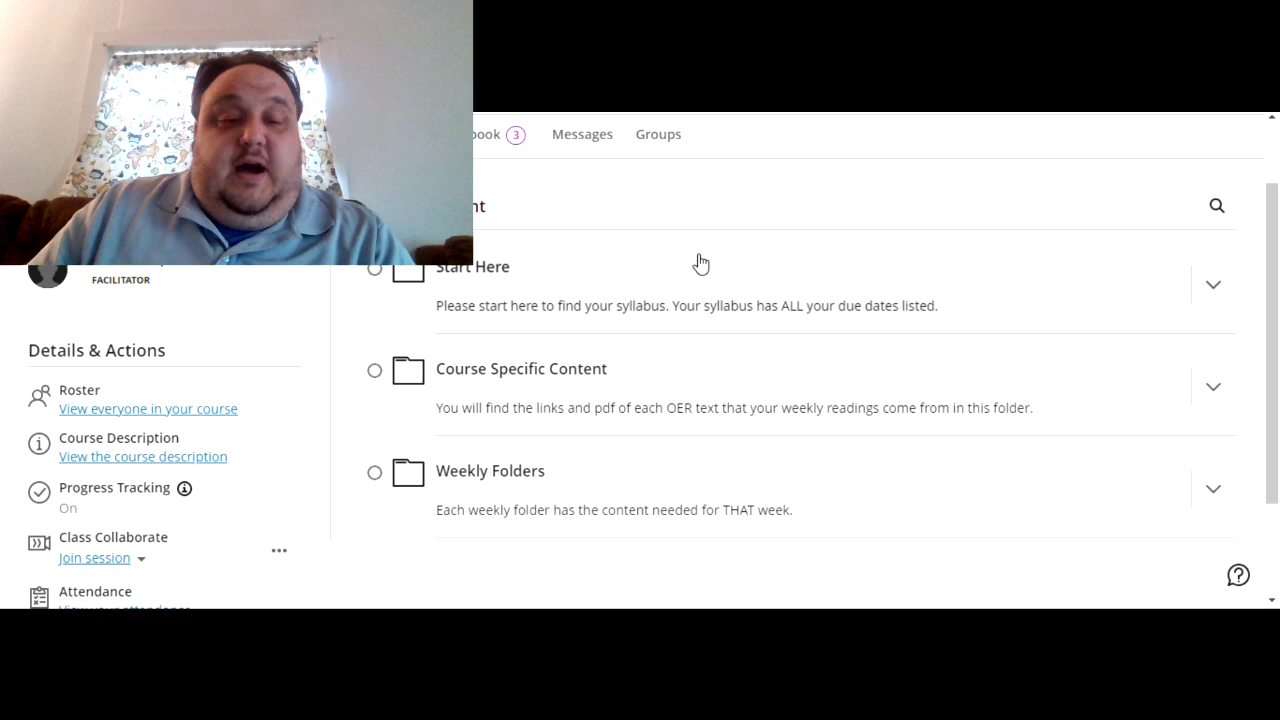 book 3 Messages Groups
nt
Start Here
Please start here to find your syllabus. Your syllabus has ALL your due dates listed.
Course Specific Content
You will find the links and pdf of each OER text that your weekly readings come from in this folder.
Weekly Folders
Each weekly folder has the content needed for THAT week.
FACILITATOR
Details & Actions
Roster
View everyone in your course
Course Description
View the course description
Progress Tracking
On
Class Collaborate
Join session
Attendance
View your attendance